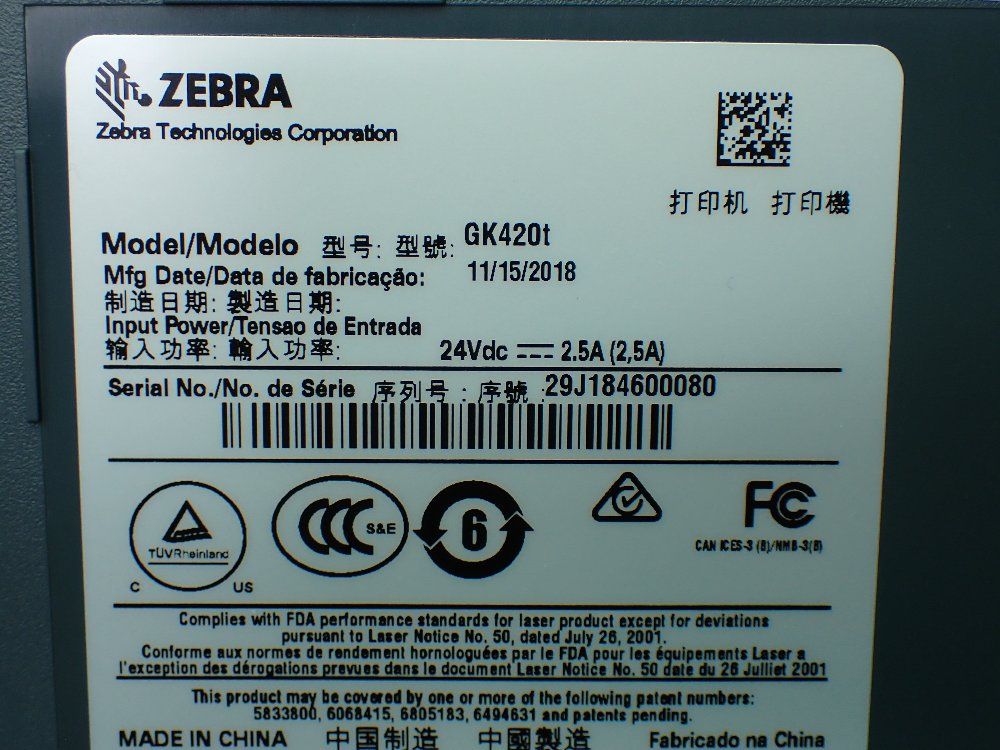 ZEBRA
Zebra Technologies Corporation
打印机 打印機
Model/Modelo 型号: 型號: GK420t
Mfg Date/Data de fabricação: 11/15/2018
制造日期: 製造日期:
Input Power/Tensao de Entrada
输入功率: 輸入功率: 24Vdc 2.5A (2,5A)
Serial No./No. de Série 序列号 : 序號 : 29J184600080
TÜVRheinland
C US
S&E
6
FC
CAN ICES-3 (B)/NMB-3(B)
Complies with FDA performance standards for laser product except for deviations
pursuant to Laser Notice No. 50, dated July 26, 2001.
Conforme aux normes de rendement homologuées par le FDA pour les équipements Laser a
l'exception des dérogations prevues dans le document Laser Notice No. 50 date du 26 Julliet 2001
This product may be covered by one or more of the following patent numbers:
5833800, 6068415, 6805183, 6494631 and patents pending.
MADE IN CHINA 中国制造 中國製造 Fabricado na China